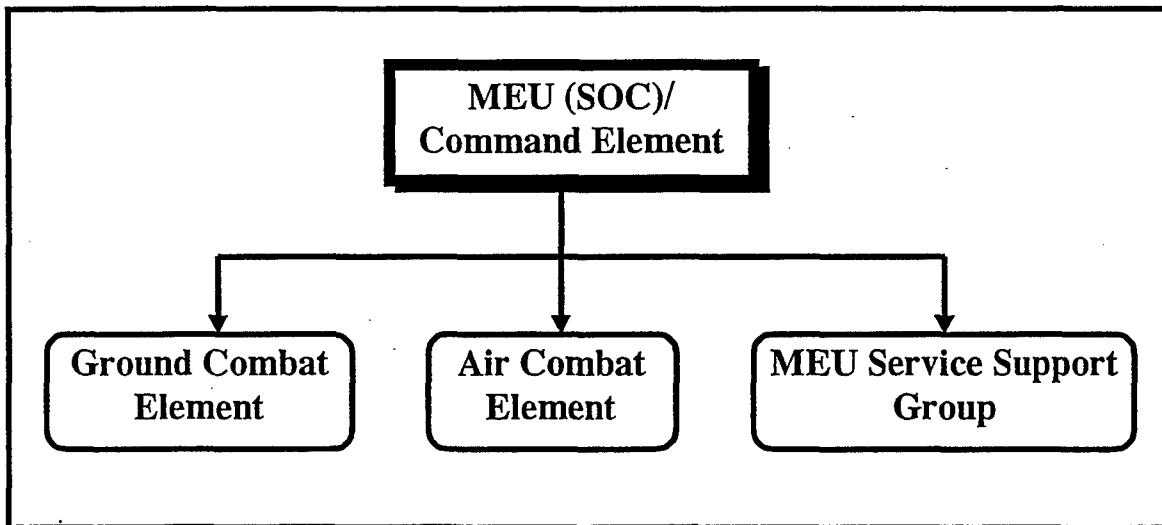 MEU (SOC)/
Command Element
Ground Combat
Element
Air Combat
Element
MEU Service Support
Group